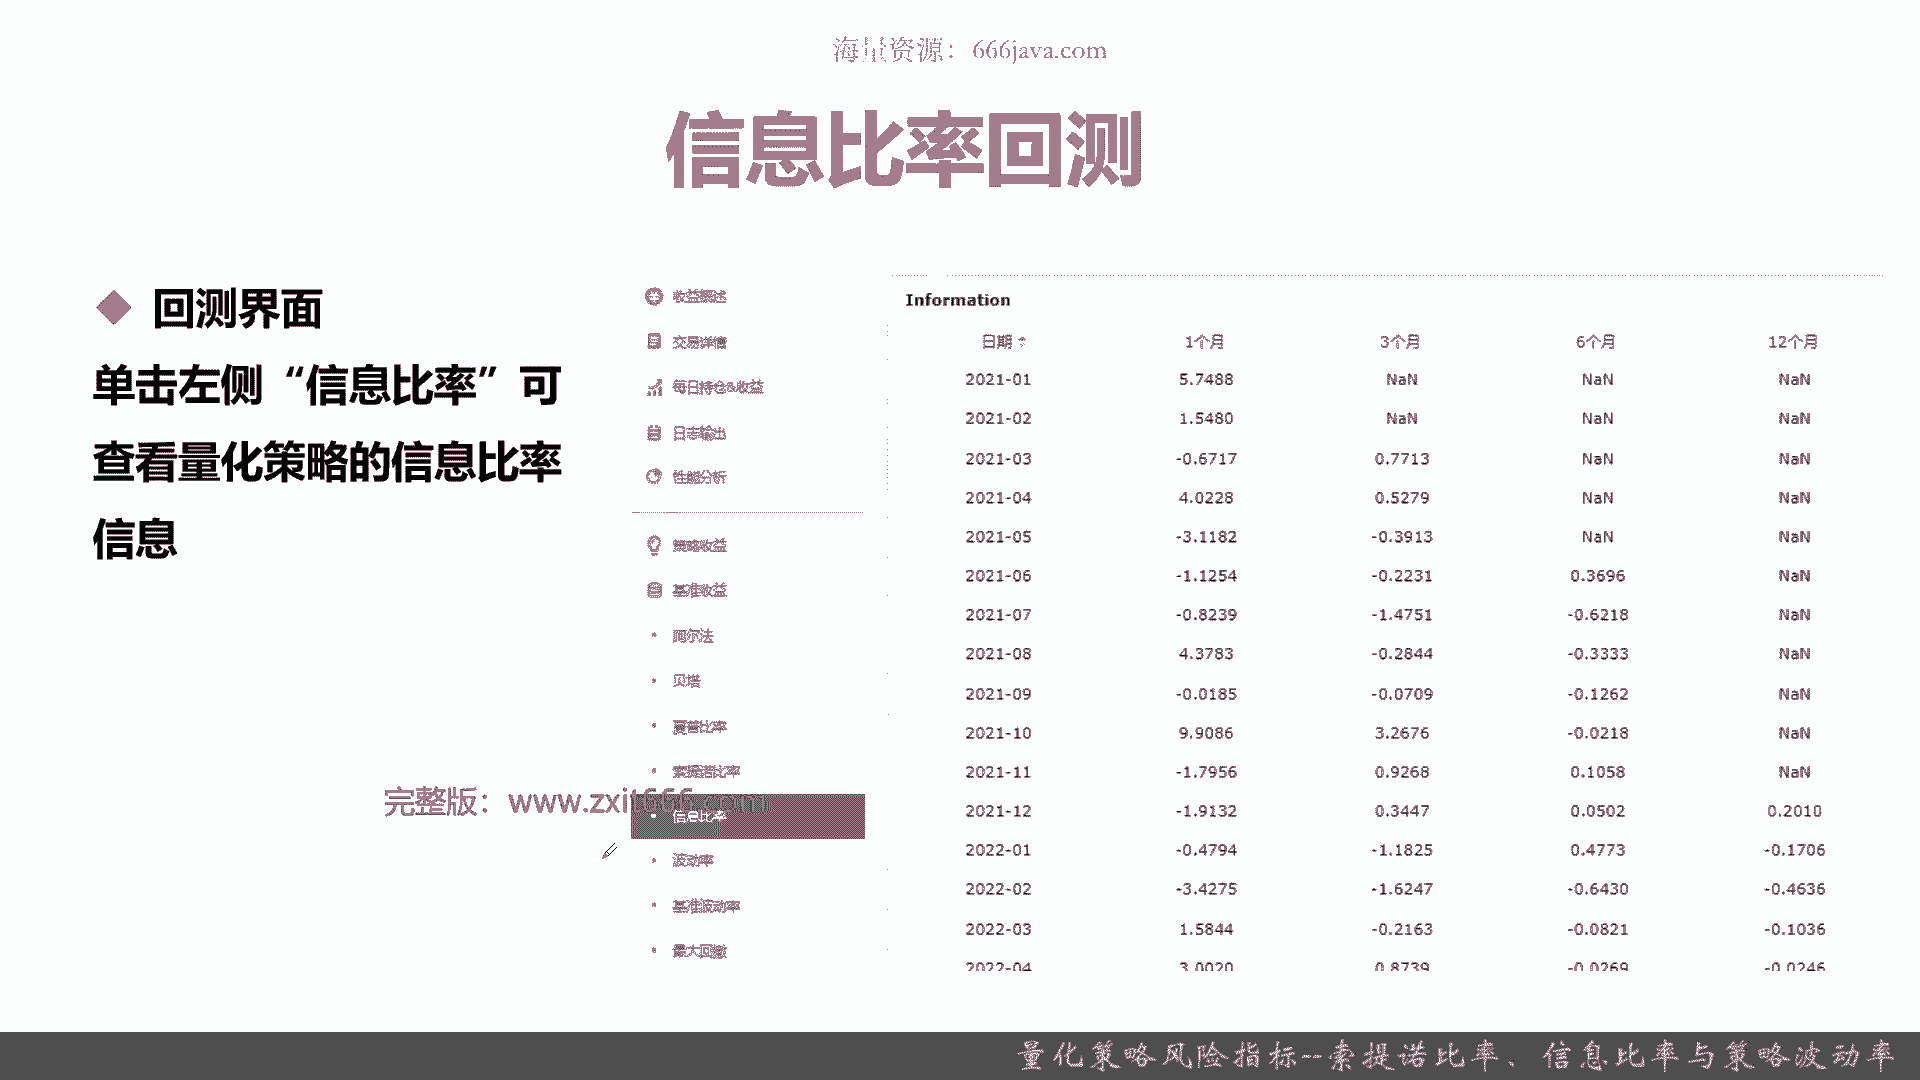 海量资源：666java.com
信息比率回测
回测界面
单击左侧“信息比率”可
查看量化策略的信息比率
信息
收益概述
交易详情
每日持仓&收益
日志输出
性能分析
策略收益
基准收益
阿尔法
贝塔
夏普比率
索提诺比率
信息比率
波动率
基准波动率
最大回撤
完整版：www.zxit666.com
Information
日期 1个月 3个月 6个月 12个月
2021-01 5.7488 NaN NaN NaN
2021-02 1.5480 NaN NaN NaN
2021-03 -0.6717 0.7713 NaN NaN
2021-04 4.0228 0.5279 NaN NaN
2021-05 -3.1182 -0.3913 NaN NaN
2021-06 -1.1254 -0.2231 0.3696 NaN
2021-07 -0.8239 -1.4751 -0.6218 NaN
2021-08 4.3783 -0.2844 -0.3333 NaN
2021-09 -0.0185 -0.0709 -0.1262 NaN
2021-10 9.9086 3.2676 -0.0218 NaN
2021-11 -1.7956 0.9268 0.1058 NaN
2021-12 -1.9132 0.3447 0.0502 0.2010
2022-01 -0.4794 -1.1825 0.4773 -0.1706
2022-02 -3.4275 -1.6247 -0.6430 -0.4636
2022-03 1.5844 -0.2163 -0.0821 -0.1036
2022-04 3.0020 0.8739 -0.0269 -0.0246
量化策略风险指标--索提诺比率、信息比率与策略波动率